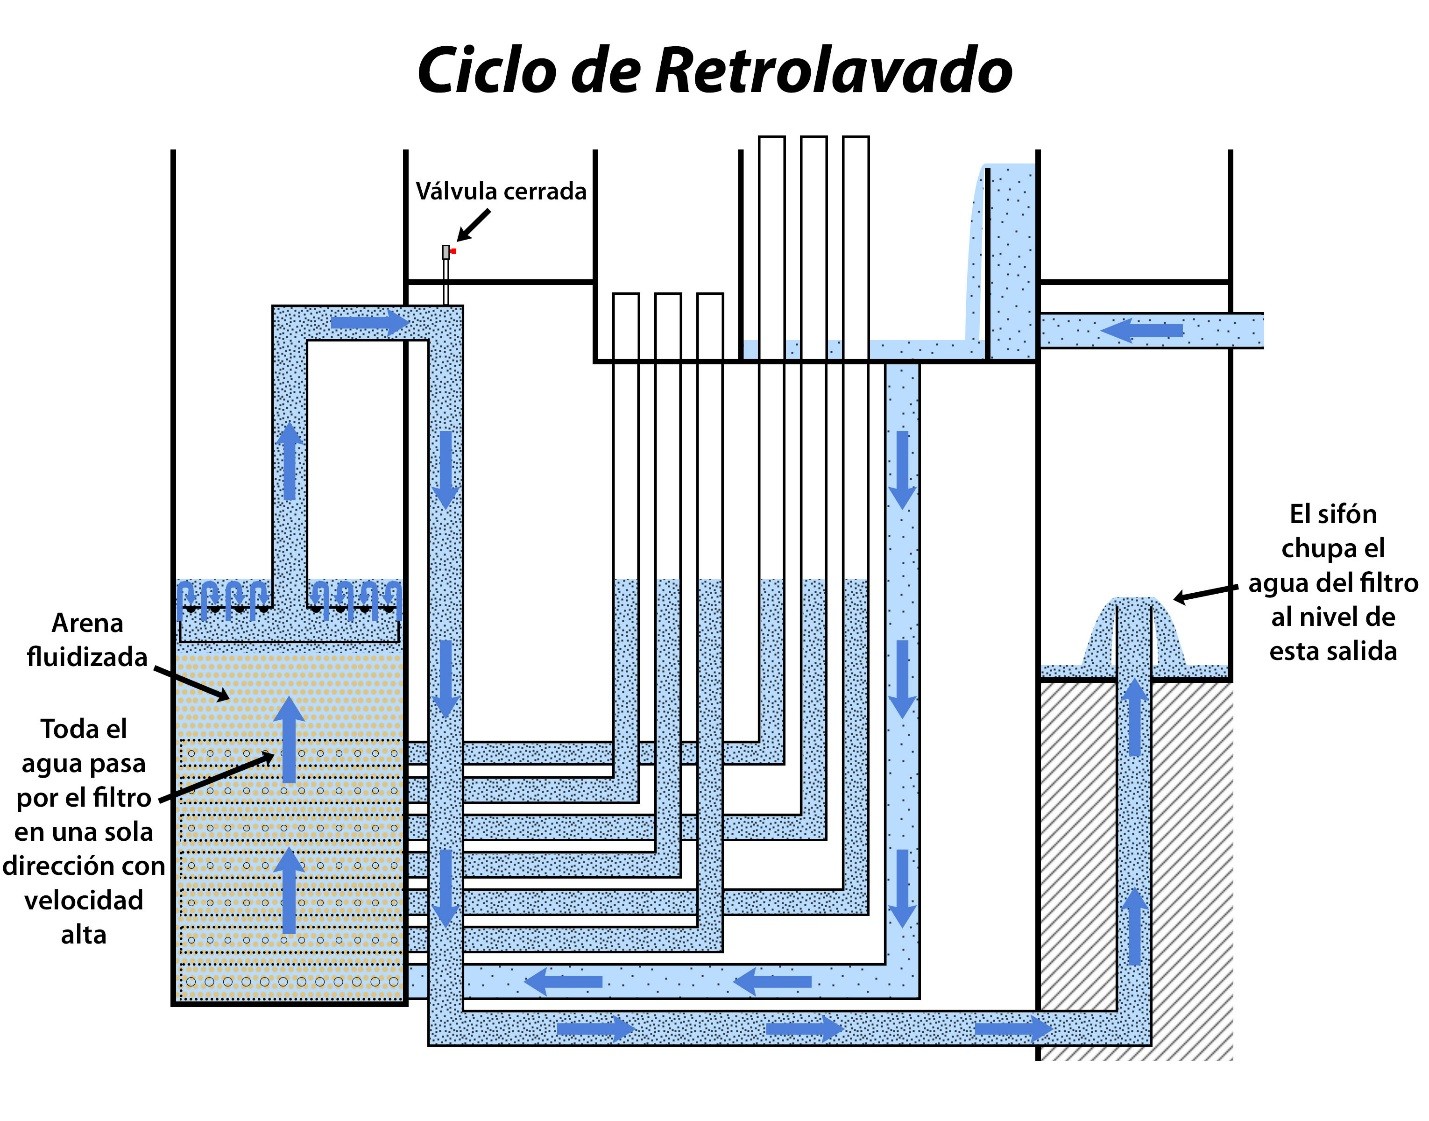 Ciclo de Retrolavado
Válvula cerrada
El sifón
chupa el
agua del filtro
al nivel de
esta salida
Arena
fluidizada
Toda el
agua pasa
por el filtro
en una sola
dirección con
velocidad
alta